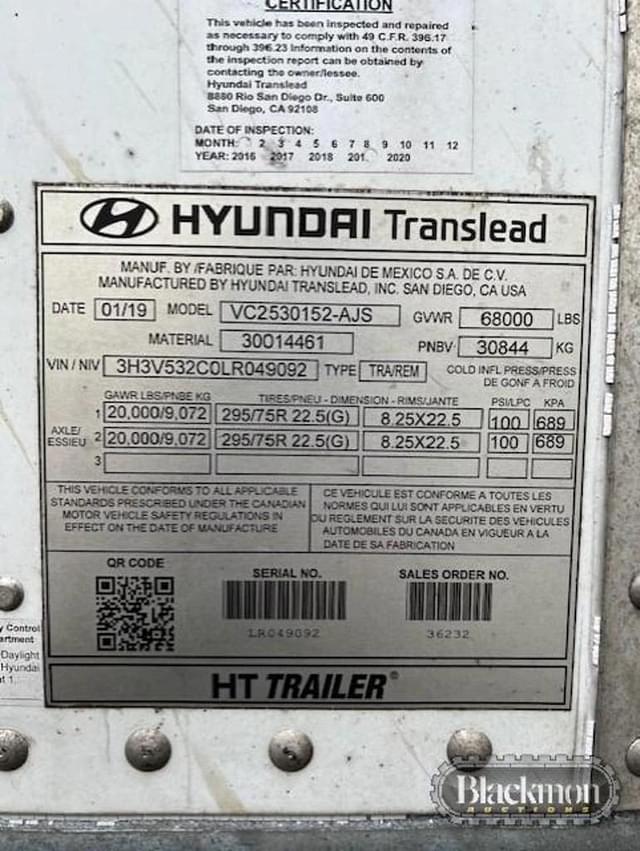 CERTIFICATION
This vehicle has been inspected and repaired
as necessary to comply with 49 C.F.R. 396.17
through 396.23 Information on the contents of
the inspection report can be obtained by
contacting the owner/lessee.
Hyundai Translead
8880 Rio San Diego Dr., Suite 600
San Diego, CA 92108
DATE OF INSPECTION:
MONTH: 2 3 4 5 6 7 8 9 10 11 12
YEAR: 2016 2017 2018 201 2020
HYUNDAI Translead
MANUF. BY /FABRIQUE PAR: HYUNDAI DE MEXICO S.A. DE C.V.
MANUFACTURED BY HYUNDAI TRANSLEAD, INC. SAN DIEGO, CA USA
DATE 01/19 MODEL VC2530152-AJS GVWR 68000 LBS
MATERIAL 30014461 PNBV 30844 KG
VIN / NIV 3H3V532C0LR049092 TYPE TRA/REM COLD INFL PRESS/PRESS
DE GONF A FROID
GAWR LBS/PNBE KG TIRES/PNEU - DIMENSION - RIMS/JANTE PSI/LPC KPA
AXLE/
ESSIEU
1 20,000/9,072 295/75R 22.5(G) 8.25X22.5 100 689
2 20,000/9,072 295/75R 22.5(G) 8.25X22.5 100 689
3
THIS VEHICLE CONFORMS TO ALL APPLICABLE
STANDARDS PRESCRIBED UNDER THE CANADIAN
MOTOR VEHICLE SAFETY REGULATIONS IN
EFFECT ON THE DATE OF MANUFACTURE
CE VEHICULE EST CONFORME A TOUTES LES
NORMES QUI LUI SONT APPLICABLES EN VERTU
DU REGLEMENT SUR LA SECURITE DES VEHICULES
AUTOMOBILES DU CANADA EN VIGUEUR A LA
DATE DE SA FABRICATION
QR CODE
SERIAL NO.
LR049092
SALES ORDER NO.
36232
HT TRAILER®
y Control
artment
Daylight
Hyundai
t 1.
Blackmon
AUCTIONS